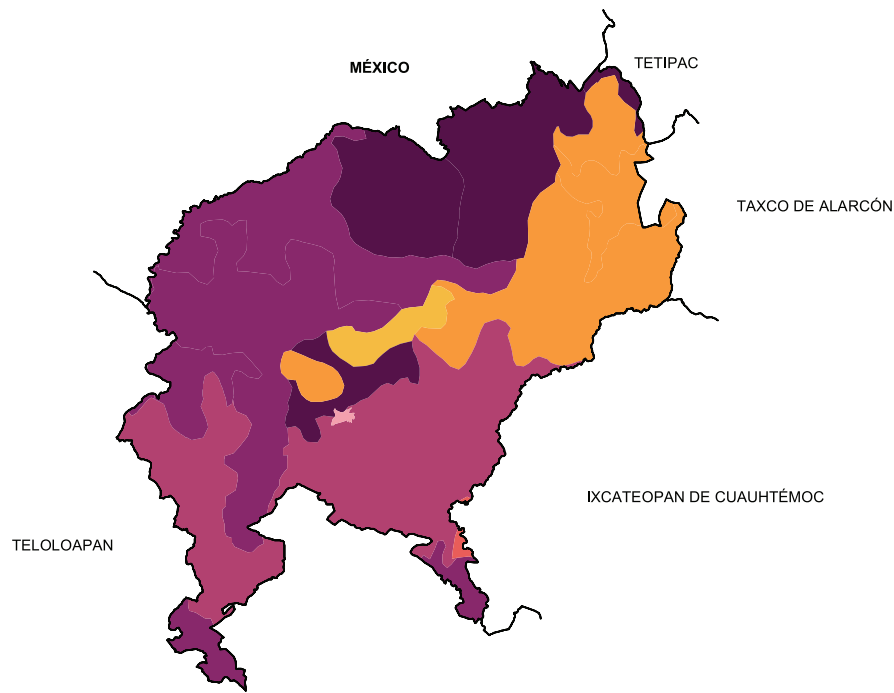 MÉXICO
TETIPAC
TAXCO DE ALARCÓN
IXCATEOPAN DE CUAUHTÉMOC
TELOLOAPAN